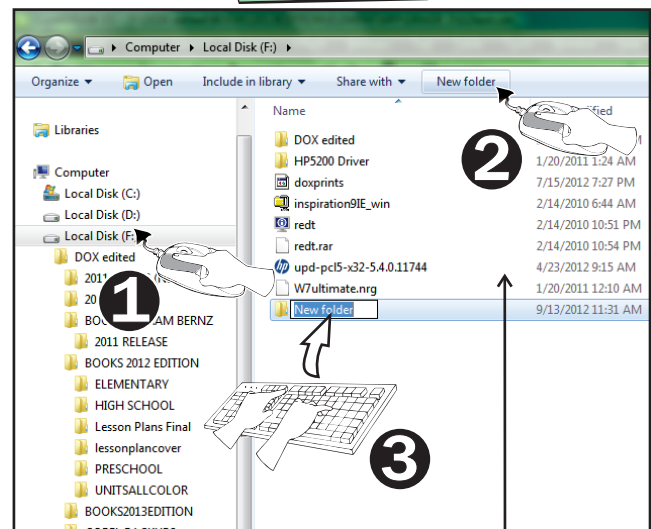 Computer Local Disk (F:)
Organize Open Include in library Share with New folder
Name
Libraries
Computer
Local Disk (C:)
Local Disk (D:)
Local Disk (F:
DOX edited
2011
20
BERNZ
2011 RELEASE
BOOKS 2012 EDITION
ELEMENTARY
HIGH SCHOOL
Lesson Plans Final
lessonplancover
PRESCHOOL
UNITSALLCOLOR
BOOKS2013EDITION
DOX edited
HP5200 Driver 1/20/2011 1:24 AM
doxprints 7/15/2012 7:27 PM
inspiration9IE_win 2/14/2010 6:44 AM
redt 2/14/2010 10:51 PM
redt.rar 2/14/2010 10:54 PM
upd-pcl5-x32-5.4.0.11744 4/23/2012 9:15 AM
W7ultimate.nrg 1/20/2011 12:10 AM
New folder 9/13/2012 11:31 AM
1
2
3